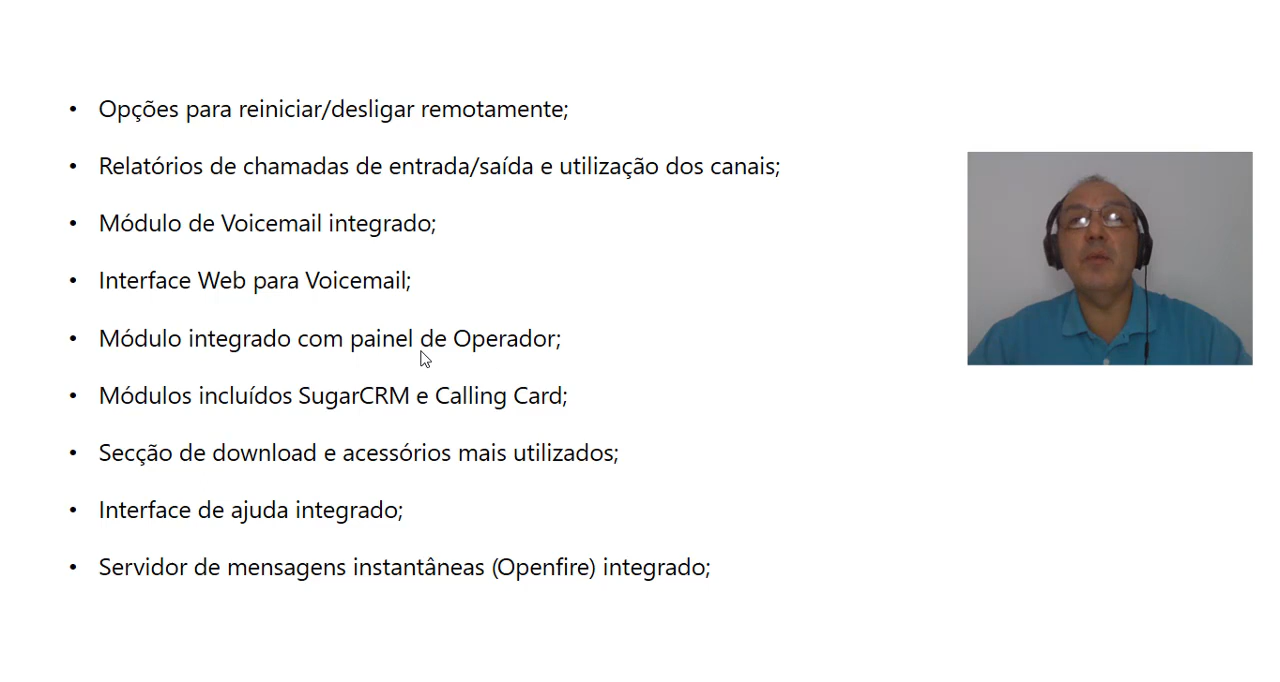 • Opções para reiniciar/desligar remotamente;
• Relatórios de chamadas de entrada/saída e utilização dos canais;
• Módulo de Voicemail integrado;
• Interface Web para Voicemail;
• Módulo integrado com painel de Operador;
• Módulos incluídos SugarCRM e Calling Card;
• Secção de download e acessórios mais utilizados;
• Interface de ajuda integrado;
• Servidor de mensagens instantâneas (Openfire) integrado;